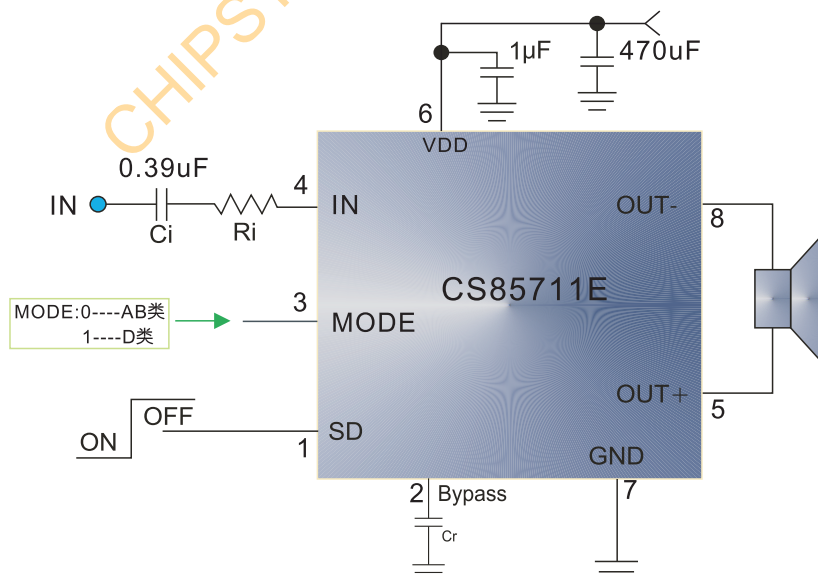 CHIPST
1μF
470uF
6
VDD
0.39uF
4
IN
Ci
Ri
IN
OUT-
8
CS85711E
MODE:0----AB类
1----D类
3
MODE
OUT+
5
OFF
ON
1
SD
GND
2
Bypass
7
Cr